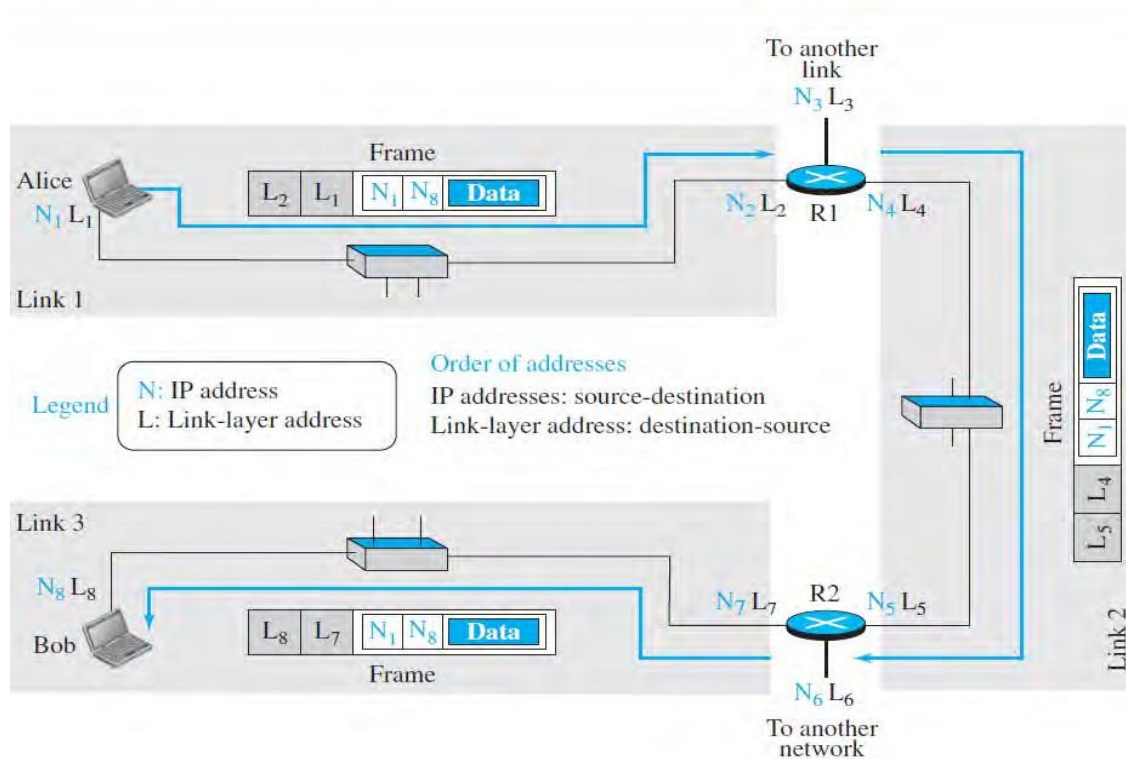 To another
link
N₃ L₃
Frame
Alice
N₁ L₁
L₂ L₁ N₁ N₈ Data
N₂ L₂ R1 N₄ L₄
Link 1
Legend
N: IP address
L: Link-layer address
Order of addresses
IP addresses: source-destination
Link-layer address: destination-source
Frame
L₅ L₄ N₁ N₈ Data
Link 2
Link 3
N₈ L₈
Bob
L₈ L₇ N₁ N₈ Data
Frame
N₇ L₇ R2 N₅ L₅
N₆ L₆
To another
network